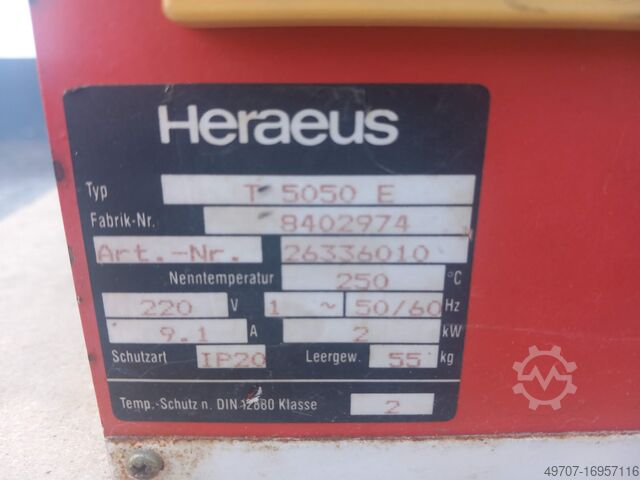 Heraeus
Typ T 5050 E
Fabrik-Nr. 8402974
Art.-Nr. 26336010
Nenntemperatur 250 °C
220 V 1 ~ 50/60 Hz
9.1 A 2 kW
Schutzart IP20 Leergew. 55 kg
Temp.-Schutz n. DIN 12880 Klasse 2
49707-16957116